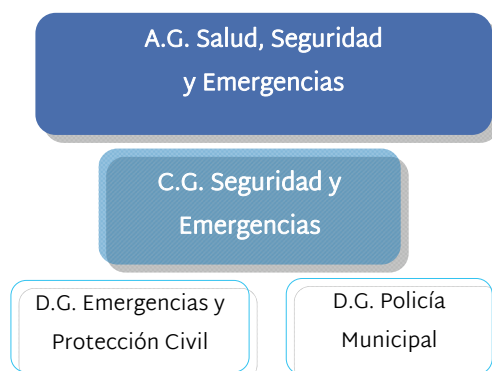 A.G. Salud, Seguridad
y Emergencias
C.G. Seguridad y
Emergencias
D.G. Emergencias y
Protección Civil
D.G. Policía
Municipal